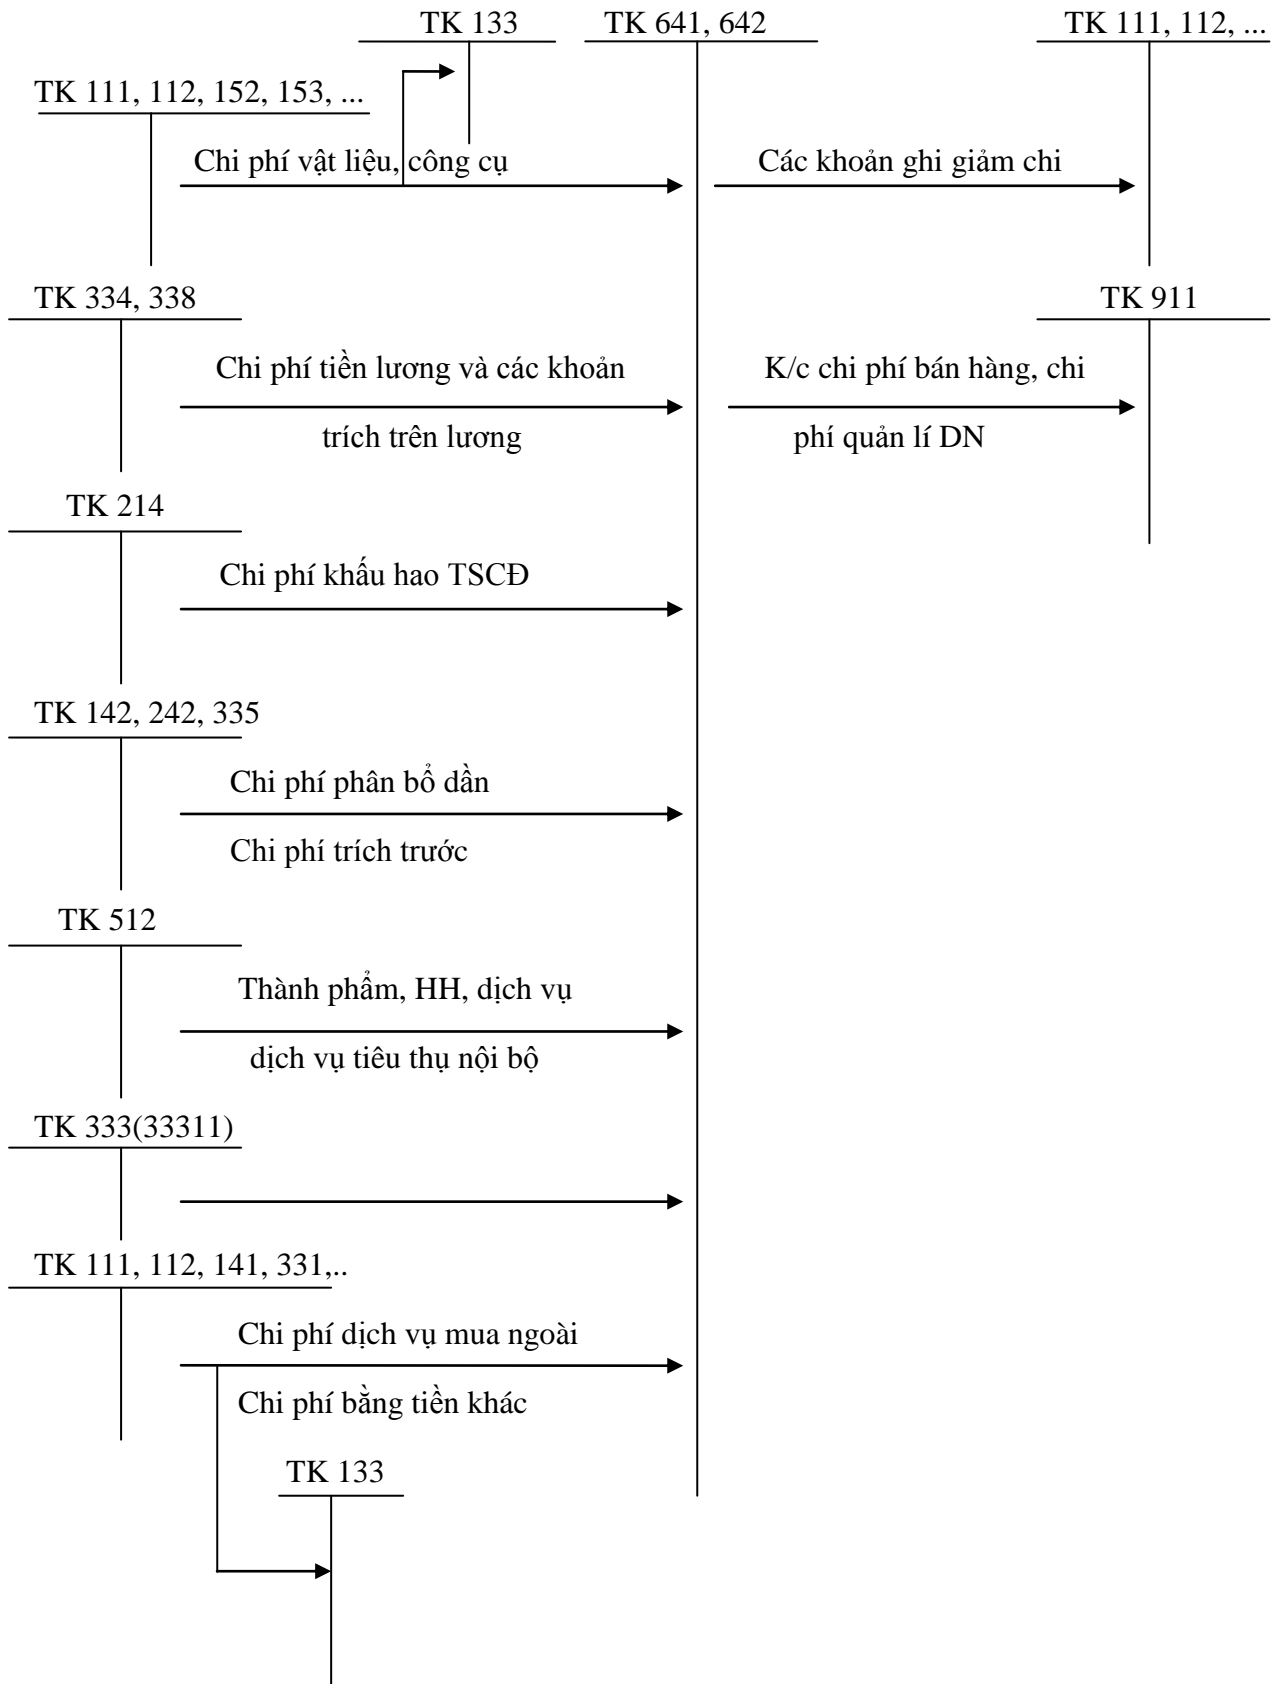 TK 133
TK 641, 642
TK 111, 112, ...
TK 111, 112, 152, 153, ...
Chi phí vật liệu, công cụ
Các khoản ghi giảm chi
TK 334, 338
TK 911
Chi phí tiền lương và các khoản
K/c chi phí bán hàng, chi
trích trên lương
phí quản lí DN
TK 214
Chi phí khấu hao TSCĐ
TK 142, 242, 335
Chi phí phân bổ dần
Chi phí trích trước
TK 512
Thành phẩm, HH, dịch vụ
dịch vụ tiêu thụ nội bộ
TK 333(33311)
TK 111, 112, 141, 331,..
Chi phí dịch vụ mua ngoài
Chi phí bằng tiền khác
TK 133